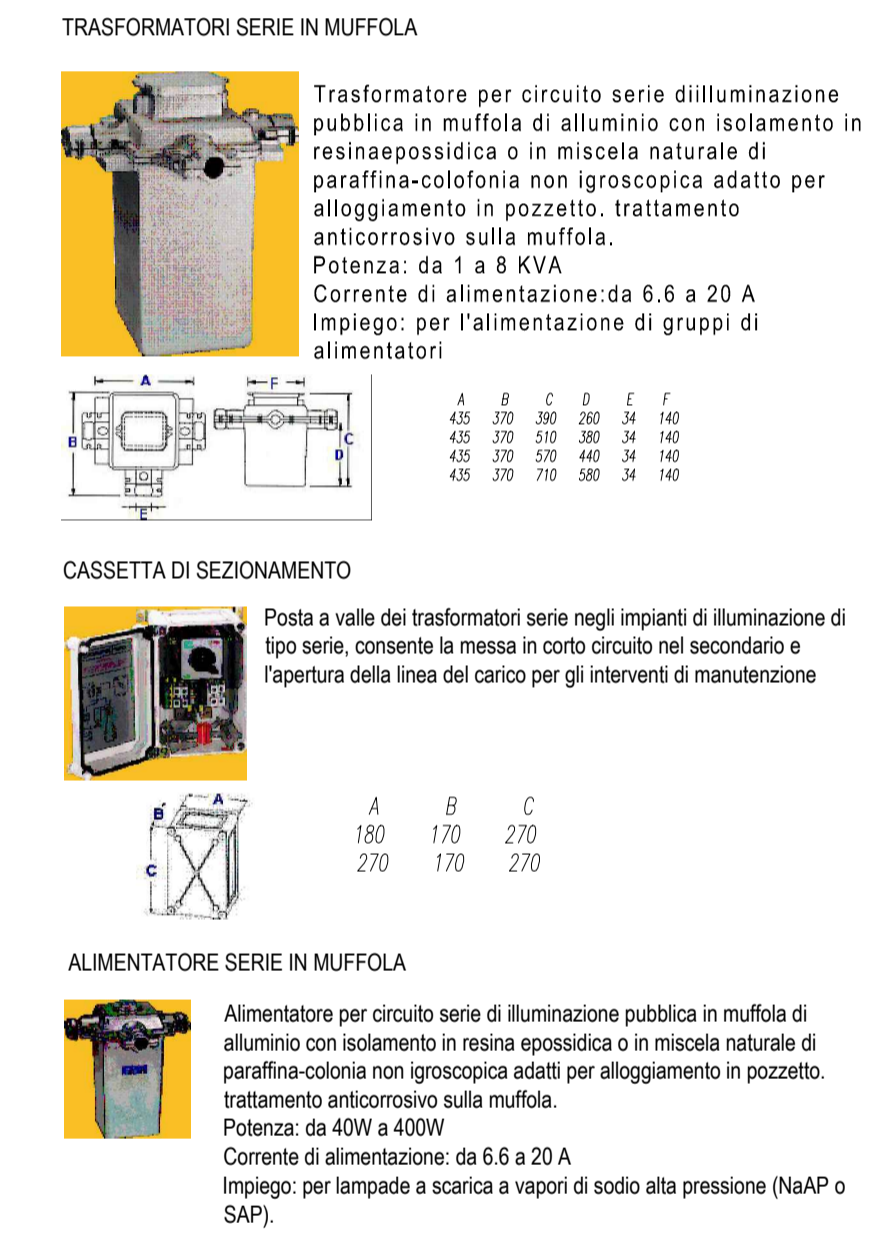 TRASFORMATORI SERIE IN MUFFOLA
Trasformatore per circuito serie diilluminazione
pubblica in muffola di alluminio con isolamento in
resinaepossidica o in miscela naturale di
paraffina-colofonia non igroscopica adatto per
alloggiamento in pozzetto. trattamento
anticorrosivo sulla muffola.
Potenza: da 1 a 8 KVA
Corrente di alimentazione:da 6.6 a 20 A
Impiego: per l'alimentazione di gruppi di
alimentatori
A
B
E
F
C
D
A B C D E F
435 370 390 260 34 140
435 370 510 380 34 140
435 370 570 440 34 140
435 370 710 580 34 140
CASSETTA DI SEZIONAMENTO
Posta a valle dei trasformatori serie negli impianti di illuminazione di
tipo serie, consente la messa in corto circuito nel secondario e
l'apertura della linea del carico per gli interventi di manutenzione
A
B
C
A B C
180 170 270
270 170 270
ALIMENTATORE SERIE IN MUFFOLA
Alimentatore per circuito serie di illuminazione pubblica in muffola di
alluminio con isolamento in resina epossidica o in miscela naturale di
paraffina-colonia non igroscopica adatti per alloggiamento in pozzetto.
trattamento anticorrosivo sulla muffola.
Potenza: da 40W a 400W
Corrente di alimentazione: da 6.6 a 20 A
Impiego: per lampade a scarica a vapori di sodio alta pressione (NaAP o
SAP).